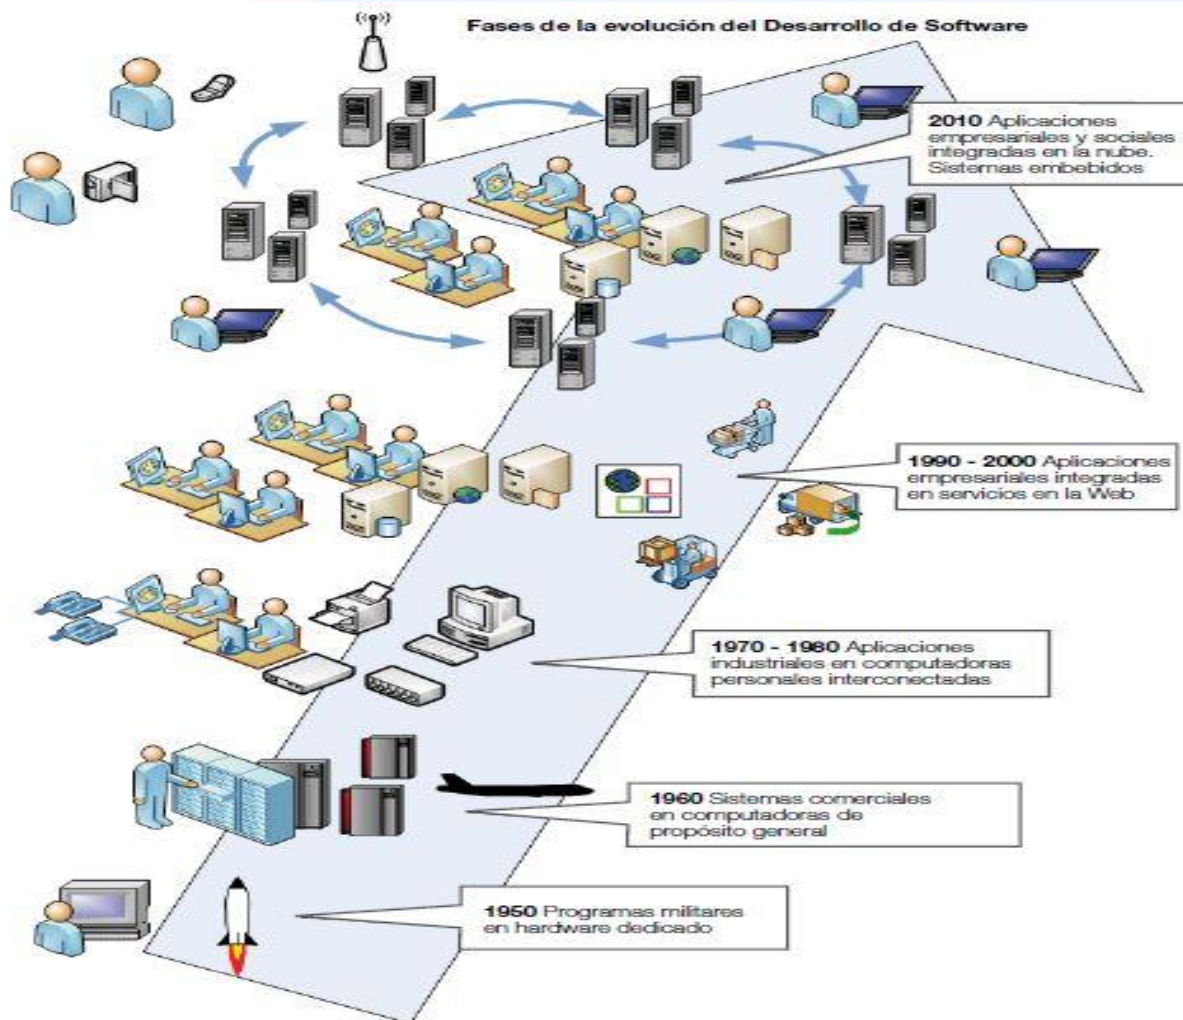 Fases de la evolución del Desarrollo de Software
2010 Aplicaciones
empresariales y sociales
integradas en la nube.
Sistemas embebidos
1990 - 2000 Aplicaciones
empresariales integradas
en servicios en la Web
1970 - 1980 Aplicaciones
industriales en computadoras
personales interconectadas
1960 Sistemas comerciales
en computadoras de
propósito general
1950 Programas militares
en hardware dedicado